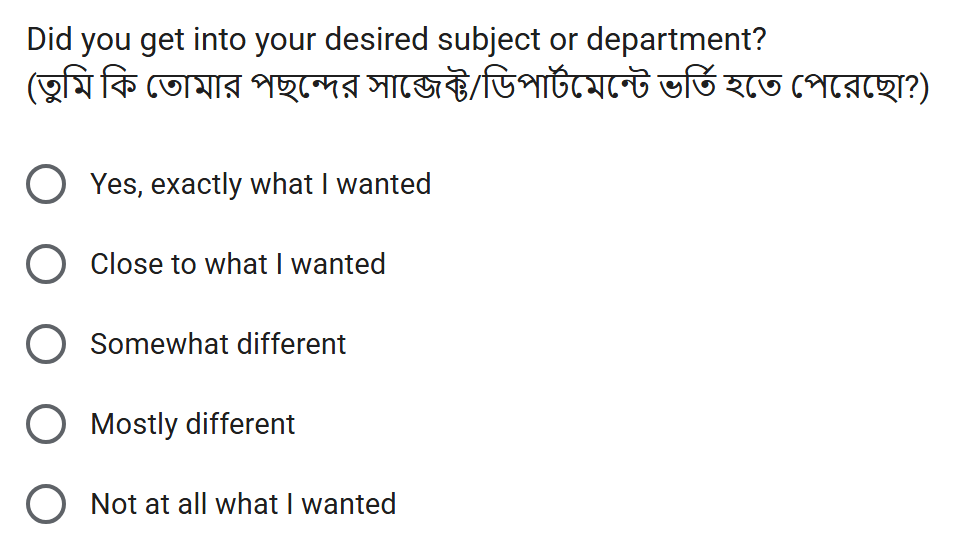 Did you get into your desired subject or department?
(তুমি কি তোমার পছন্দের সাব্জেক্ট/ডিপার্টমেন্টে ভর্তি হতে পেরেছো?)
Yes, exactly what I wanted
Close to what I wanted
Somewhat different
Mostly different
Not at all what I wanted